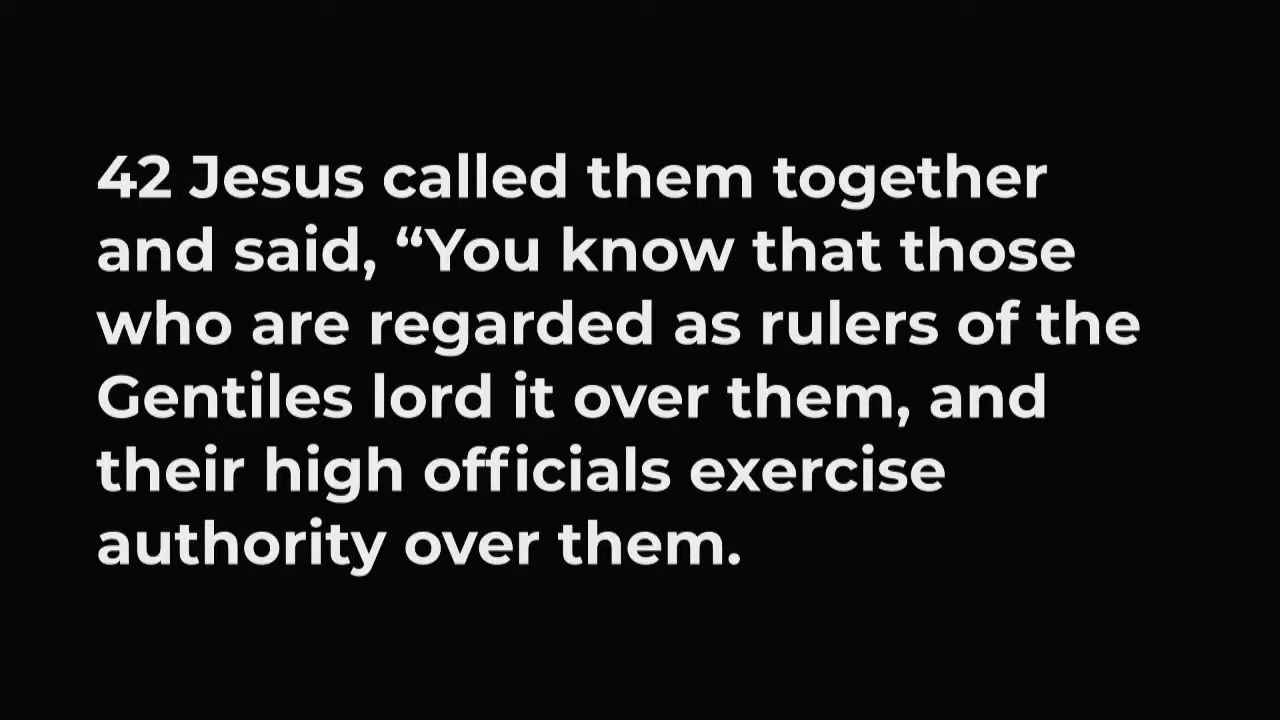 42 Jesus called them together
and said, “You know that those
who are regarded as rulers of the
Gentiles lord it over them, and
their high officials exercise
authority over them.